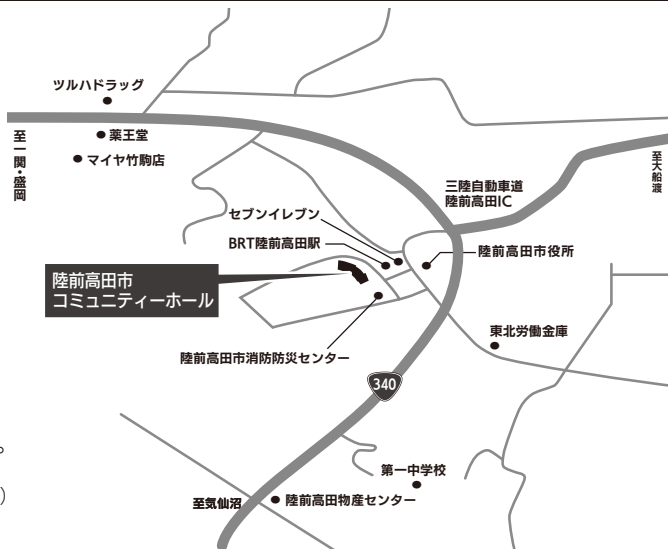 ツルハドラッグ
薬王堂
マイヤ竹駒店
至一関・盛岡
至大船渡
三陸自動車道
陸前高田IC
セブンイレブン
BRT陸前高田駅
陸前高田市役所
陸前高田市
コミュニティーホール
東北労働金庫
陸前高田市消防防災センター
340
。
)
第一中学校
至気仙沼
陸前高田物産センター